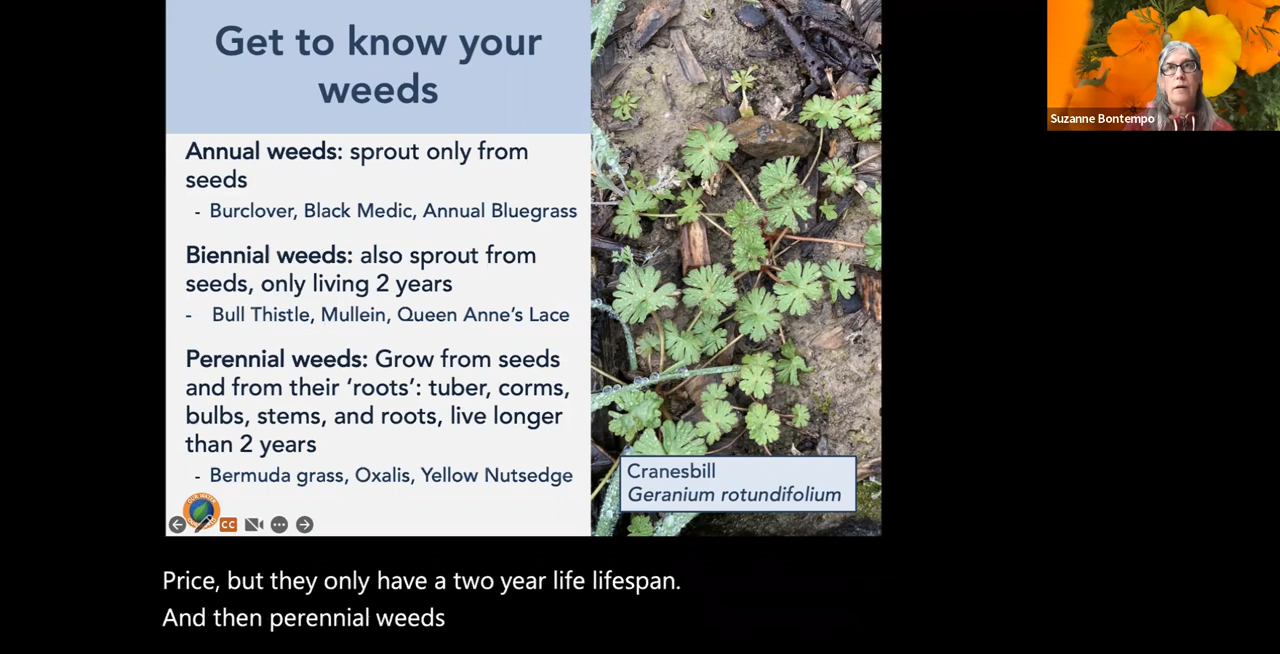 Get to know your
weeds
Annual weeds: sprout only from
seeds
- Burclover, Black Medic, Annual Bluegrass
Biennial weeds: also sprout from
seeds, only living 2 years
- Bull Thistle, Mullein, Queen Anne’s Lace
Perennial weeds: Grow from seeds
and from their ‘roots’: tuber, corms,
bulbs, stems, and roots, live longer
than 2 years
- Bermuda grass, Oxalis, Yellow Nutsedge
Cranesbill
Geranium rotundifolium
Suzanne Bontempo
OUR WATER
CC
Price, but they only have a two year life lifespan.
And then perennial weeds